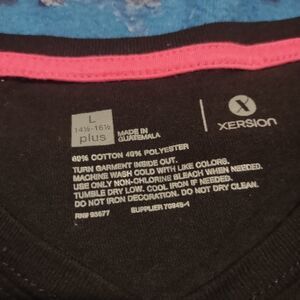 L
14½-16½
plus
MADE IN
GUATEMALA
XERSION
60% COTTON 40% POLYESTER
TURN GARMENT INSIDE OUT.
MACHINE WASH COLD WITH LIKE COLORS.
USE ONLY NON-CHLORINE BLEACH WHEN NEEDED.
TUMBLE DRY LOW. COOL IRON IF NEEDED.
DO NOT IRON DECORATION. DO NOT DRY CLEAN.
RN# 93677 SUPPLIER 70948-1